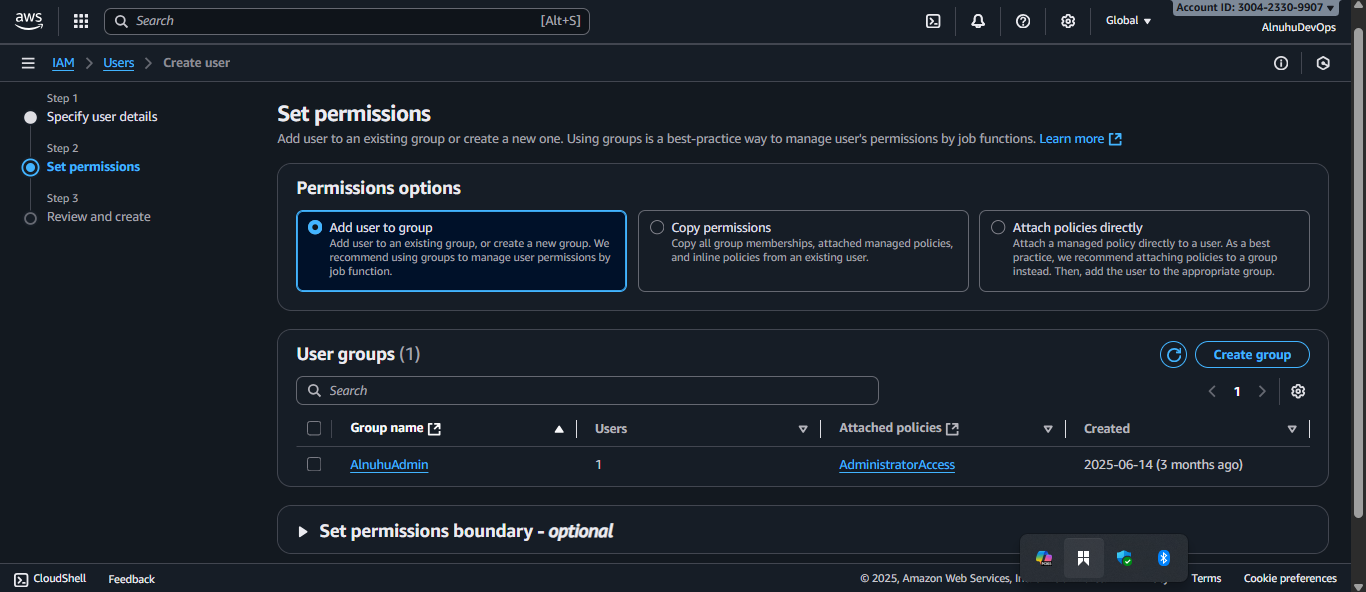 aws
Search
[Alt+S]
Global
Account ID: 3004-2330-9907
AlnuhuDevOps
IAM
Users
Create user
Step 1
Specify user details
Step 2
Set permissions
Step 3
Review and create
Set permissions
Add user to an existing group or create a new one. Using groups is a best-practice way to manage user's permissions by job functions. Learn more
Permissions options
Add user to group
Add user to an existing group, or create a new group. We
recommend using groups to manage user permissions by
job function.
Copy permissions
Copy all group memberships, attached managed policies,
and inline policies from an existing user.
Attach policies directly
Attach a managed policy directly to a user. As a best
practice, we recommend attaching policies to a group
instead. Then, add the user to the appropriate group.
User groups (1)
Create group
Search
1
Group name
Users
Attached policies
Created
AlnuhuAdmin
1
AdministratorAccess
2025-06-14 (3 months ago)
Set permissions boundary - optional
CloudShell
Feedback
© 2025, Amazon Web Services,
Terms
Cookie preferences